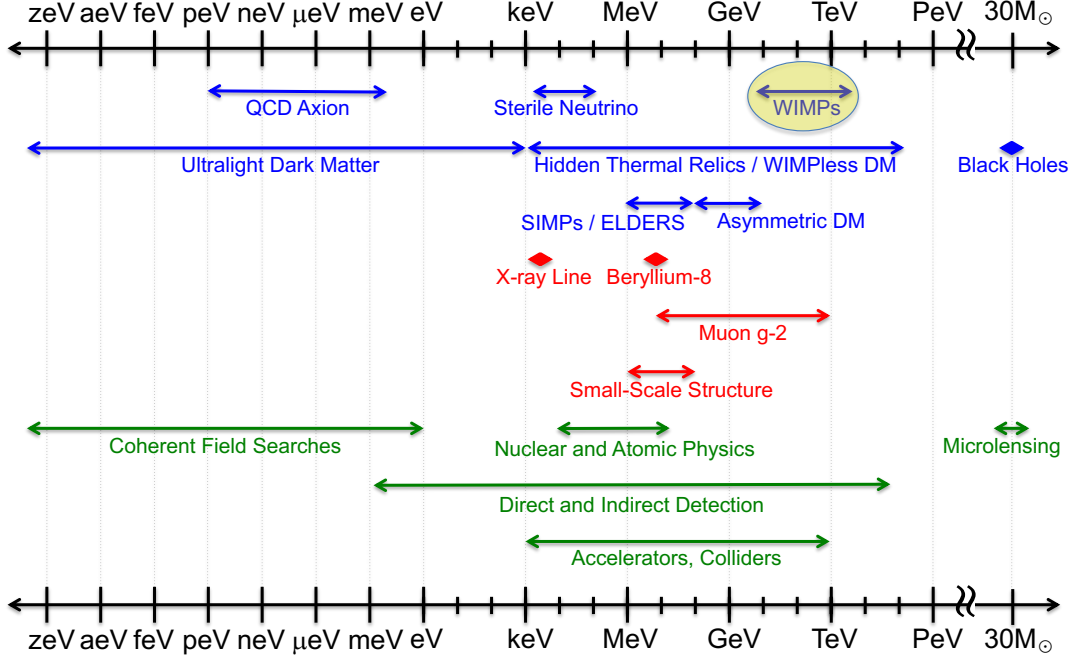 zeV aeV feV peV neV μeV meV eV keV MeV GeV TeV PeV 30M☉
QCD Axion Sterile Neutrino WIMPs
Ultralight Dark Matter Hidden Thermal Relics / WIMPless DM Black Holes
SIMPs / ELDERS Asymmetric DM
X-ray Line Beryllium-8
Muon g-2
Small-Scale Structure
Coherent Field Searches Nuclear and Atomic Physics Microlensing
Direct and Indirect Detection
Accelerators, Colliders
zeV aeV feV peV neV μeV meV eV keV MeV GeV TeV PeV 30M☉